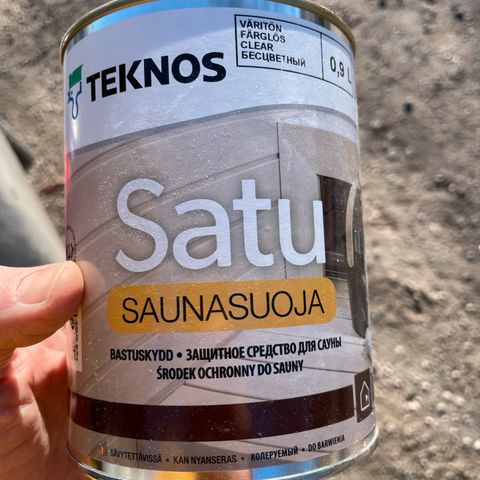 TEKNOS
VÄRITÖN
FÄRGLÖS
CLEAR
БЕСЦВЕТНЫЙ
0,9 L
Satu
SAUNASUOJA
BASTUSKYDD • ЗАЩИТНОЕ СРЕДСТВО ДЛЯ САУНЫ
ŚRODEK OCHRONNY DO SAUNY
SÄVYTETTÄVISSÄ • KAN NYANSERAS • КОЛЕРУЕМЫЙ • DO BARWIENIA